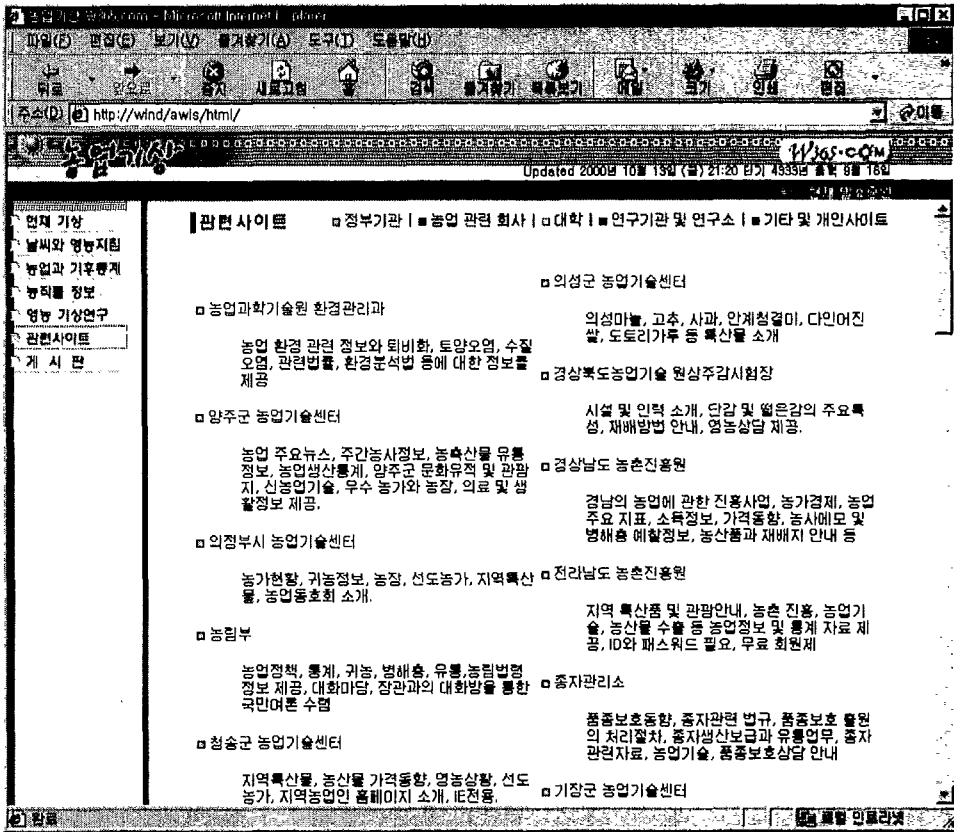 파일(F) 편집(E) 보기(V) 즐겨찾기(A) 도구(T) 도움말(H)
뒤로 앞으로 중지 새로고침 홈 검색 즐겨찾기 목록보기 메일 크기 인쇄 편집
주소(D) http://wind/awis/html/ 이동
농업기상 W365.COM
Updated 2000년 10월 13일 (금) 21:20 단기 4333년 음력 9월 16일
현재 기상
날씨와 영농지침
농업과 기후통계
농작물 정보
영농 기상연구
관련사이트
게 시 판
관련사이트 정부기관 | 농업 관련 회사 | 대학 | 연구기관 및 연구소 | 기타 및 개인사이트
농업과학기술원 환경관리과
농업 환경 관련 정보와 퇴비화, 토양오염, 수질
오염, 관련법률, 환경분석법 등에 대한 정보를
제공
양주군 농업기술센터
농업 주요뉴스, 주간농사정보, 농축산물 유통
정보, 농업생산통계, 양주군 문화유적 및 관광
지, 신농업기술, 우수 농가와 농장, 의료 및 생
활정보 제공.
의정부시 농업기술센터
농가현황, 귀농정보, 농장, 선도농가, 지역특산
물, 농업동호회 소개.
농림부
농업정책, 통계, 귀농, 병해충, 유통,농림법령
정보 제공, 대화마당, 장관과의 대화방을 통한
국민여론 수렴
청송군 농업기술센터
지역특산물, 농산물 가격동향, 영농상황, 선도
농가, 지역농업인 홈페이지 소개, IE전용.
의성군 농업기술센터
의성마늘, 고추, 사과, 안계청결미, 다인어진
쌀, 도토리가루 등 특산물 소개
경상북도농업기술 원상주감시험장
시설 및 인력 소개, 단감 및 떫은감의 주요특
성, 재배방법 안내, 영농상담 제공.
경상남도 농촌진흥원
경남의 농업에 관한 진흥사업, 농가경제, 농업
주요 지표, 소득정보, 가격동향, 농사메모 및
병해충 예찰정보, 농산품과 재배지 안내 등
전라남도 농촌진흥원
지역 특산품 및 관광안내, 농촌 진흥, 농업기
술, 농산물 수출 등 농업정보 및 통계 자료 제
공, ID와 패스워드 필요, 무료 회원제
종자관리소
품종보호동향, 종자관련 법규, 품종보호 출원
의 처리절차, 종자생산보급과 유통업무, 종자
관련자료, 농업기술, 품종보호상담 안내
기장군 농업기술센터
완료 로컬 인트라넷